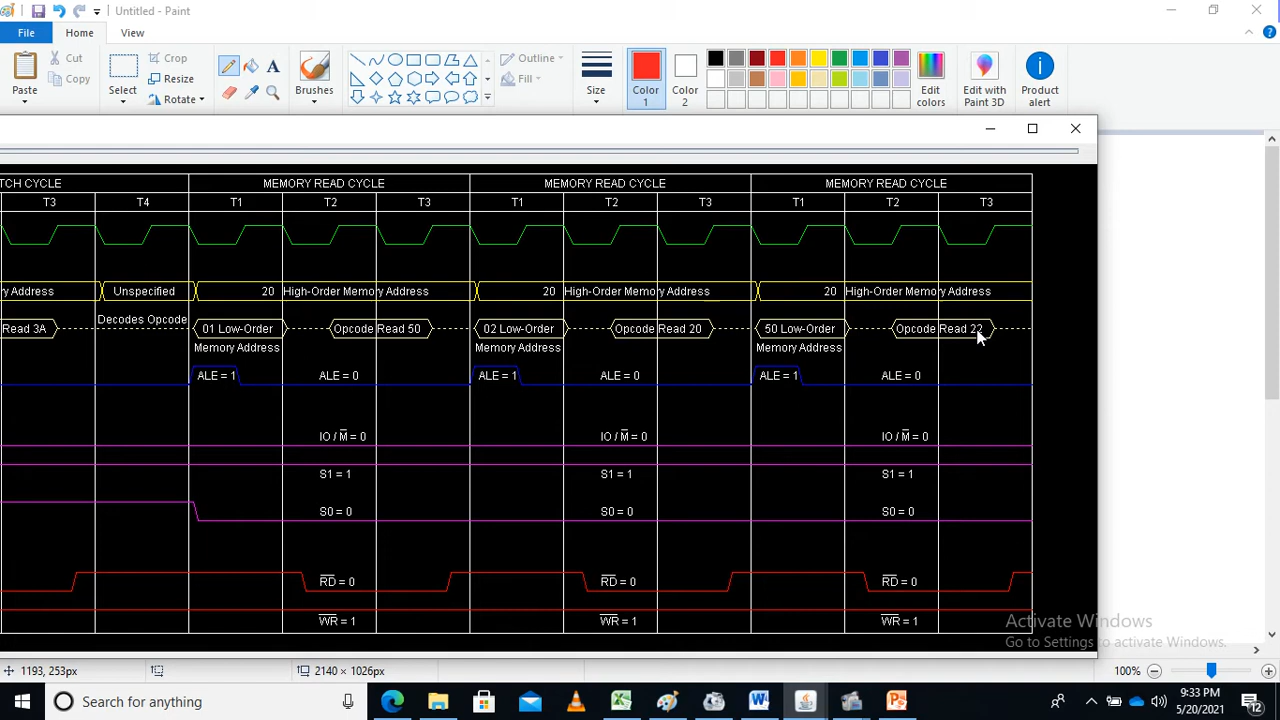 Untitled - Paint
File Home View
Paste
Cut
Copy
Select
Crop
Resize
Rotate
A
Brushes
Outline
Fill
Size
Color 1
Color 2
Edit colors
Edit with Paint 3D
Product alert
TCH CYCLE MEMORY READ CYCLE MEMORY READ CYCLE MEMORY READ CYCLE
T3 T4 T1 T2 T3 T1 T2 T3 T1 T2 T3
y Address Unspecified 20 High-Order Memory Address 20 High-Order Memory Address 20 High-Order Memory Address
Decodes Opcode
Read 3A 01 Low-Order Opcode Read 50 02 Low-Order Opcode Read 20 50 Low-Order Opcode Read 22
Memory Address Memory Address Memory Address
ALE = 1 ALE = 0 ALE = 1 ALE = 0 ALE = 1 ALE = 0
IO / M̅ = 0 IO / M̅ = 0 IO / M̅ = 0
S1 = 1 S1 = 1 S1 = 1
S0 = 0 S0 = 0 S0 = 0
R̅D̅ = 0 R̅D̅ = 0 R̅D̅ = 0
W̅R̅ = 1 W̅R̅ = 1 W̅R̅ = 1
Activate Windows
Go to Settings to activate Windows.
1193, 253px 2140 × 1026px 100%
Search for anything
9:33 PM
5/20/2021
12